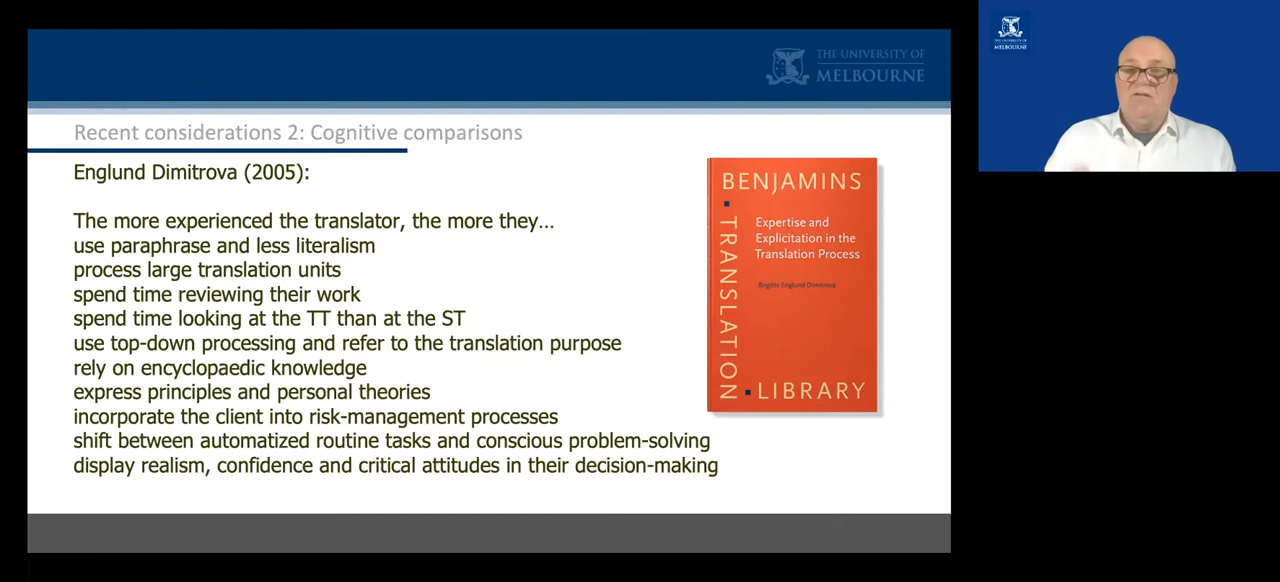 THE UNIVERSITY OF
MELBOURNE
Recent considerations 2: Cognitive comparisons
Englund Dimitrova (2005):
The more experienced the translator, the more they...
use paraphrase and less literalism
process large translation units
spend time reviewing their work
spend time looking at the TT than at the ST
use top-down processing and refer to the translation purpose
rely on encyclopaedic knowledge
express principles and personal theories
incorporate the client into risk-management processes
shift between automatized routine tasks and conscious problem-solving
display realism, confidence and critical attitudes in their decision-making
BENJAMINS
TRANSLATION
LIBRARY
Expertise and
Explicitation in the
Translation Process
Birgitta Englund Dimitrova
THE UNIVERSITY OF
MELBOURNE